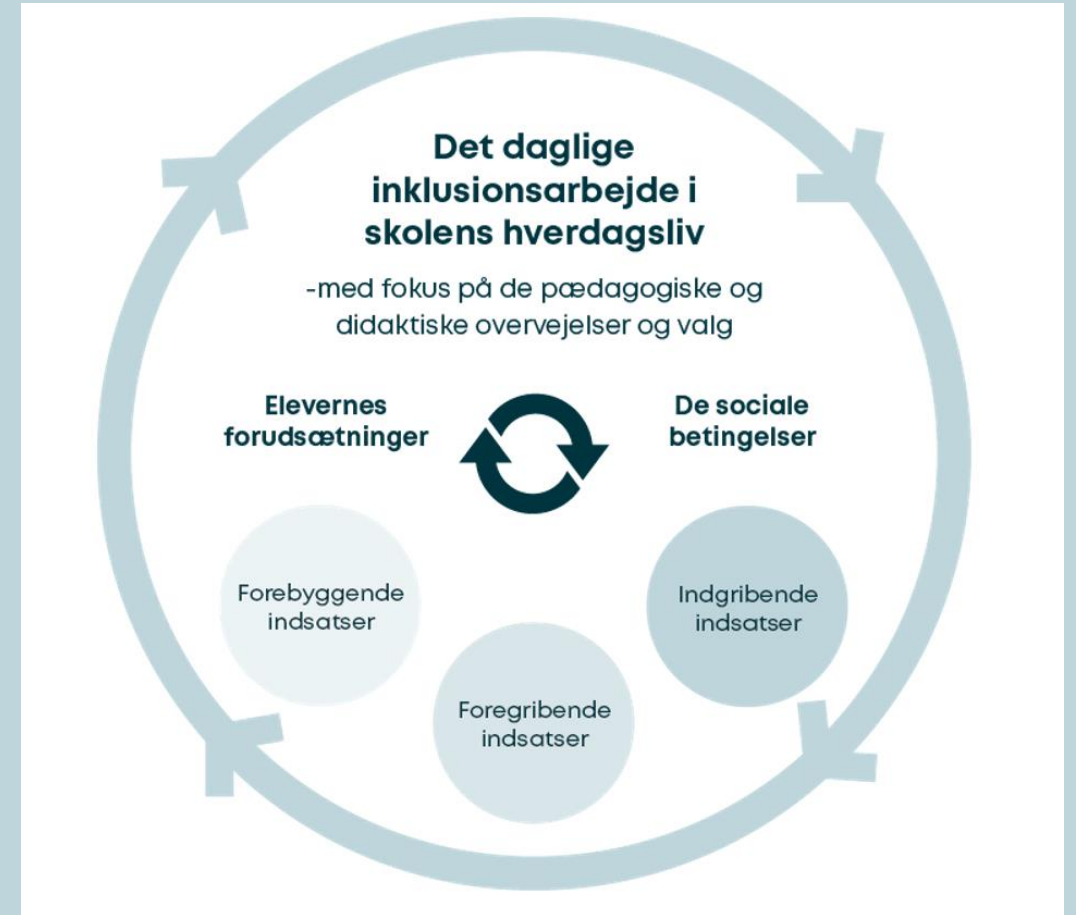 Det daglige
inklusionsarbejde i
skolens hverdagsliv
-med fokus på de pædagogiske og
didaktiske overvejelser og valg
Elevernes
forudsætninger
De sociale
betingelser
Forebyggende
indsatser
Foregribende
indsatser
Indgribende
indsatser